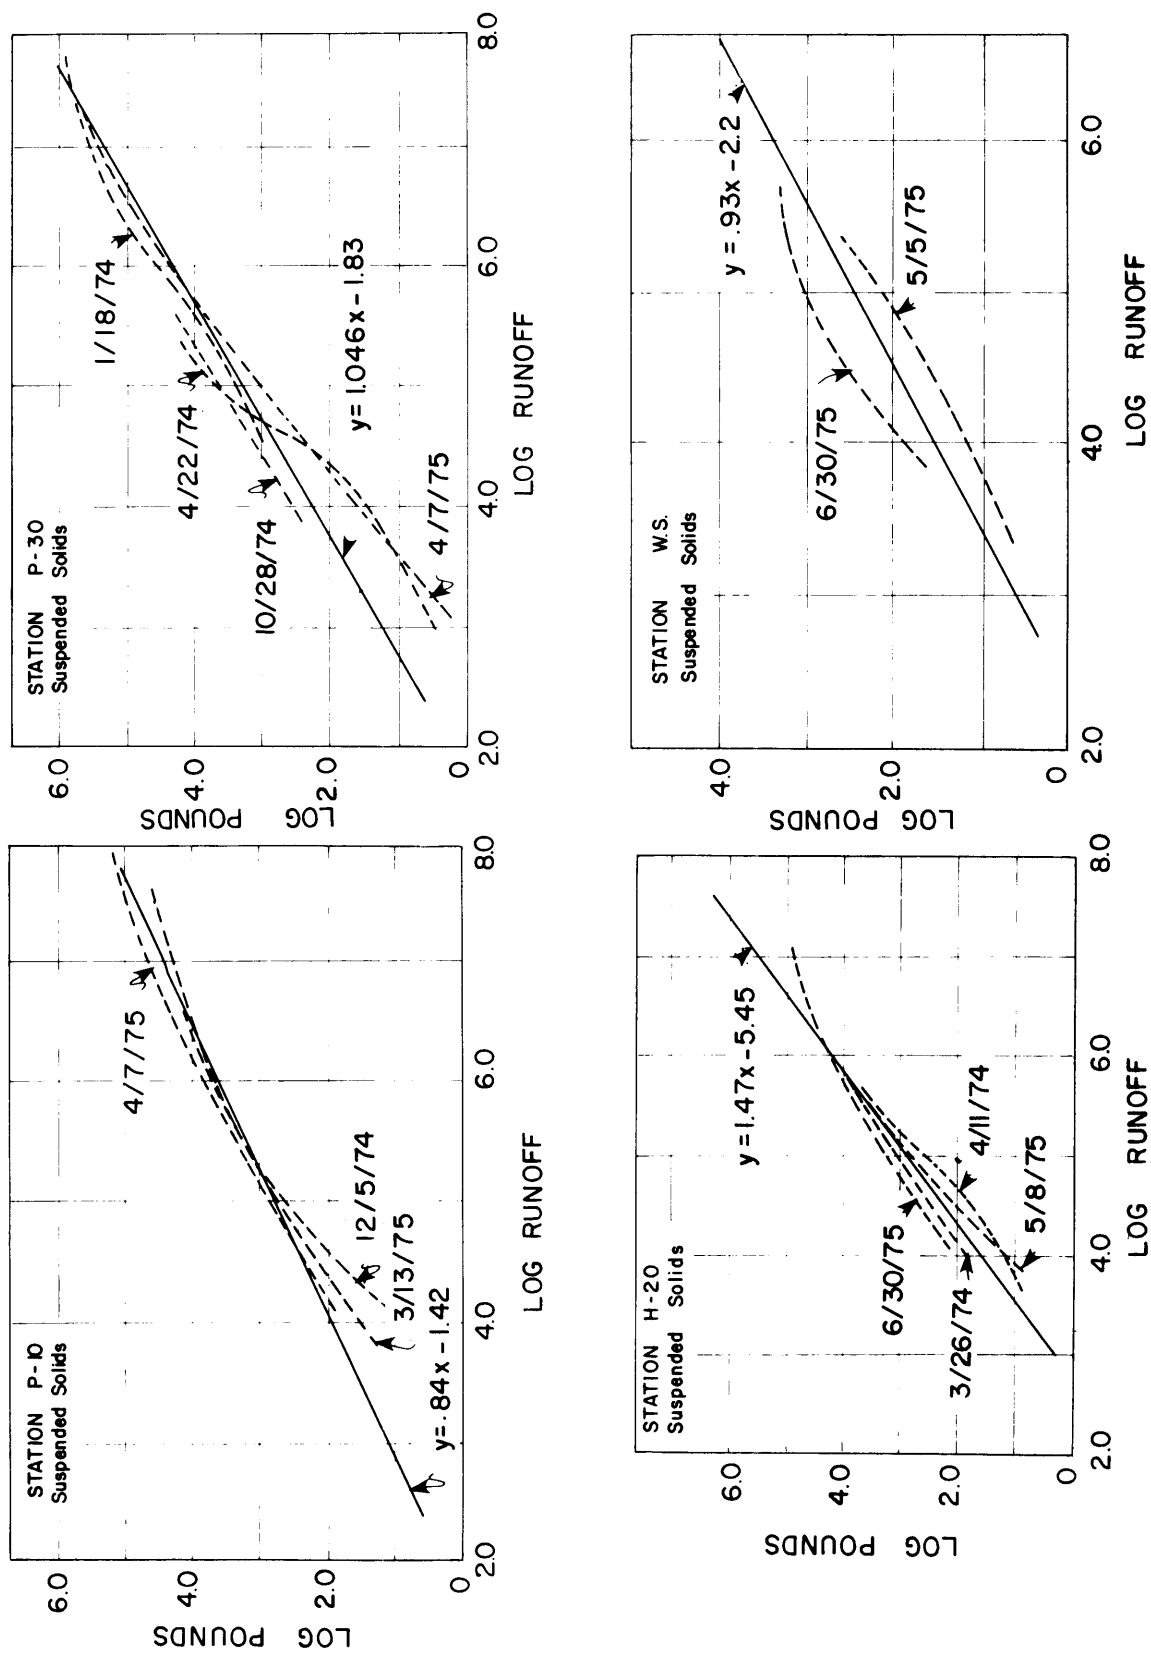 STATION P-10
Suspended Solids
LOG
POUNDS
6.0
4.0
2.0
0
4/7/75
12/5/74
3/13/75
y=.84x-1.42
2.0
4.0
6.0
8.0
LOG RUNOFF
STATION P-30
Suspended Solids
LOG
POUNDS
6.0
4.0
2.0
0
1/18/74
4/22/74
10/28/74
4/7/75
y=1.046x-1.83
2.0
4.0
6.0
8.0
LOG RUNOFF
STATION H-20
Suspended Solids
LOG
POUNDS
6.0
4.0
2.0
0
y=1.47x-5.45
6/30/75
3/26/74
4/11/74
5/8/75
2.0
4.0
6.0
8.0
LOG RUNOFF
STATION W.S.
Suspended Solids
LOG
POUNDS
4.0
2.0
0
y=.93x-2.2
6/30/75
5/5/75
2.0
4.0
6.0
LOG RUNOFF